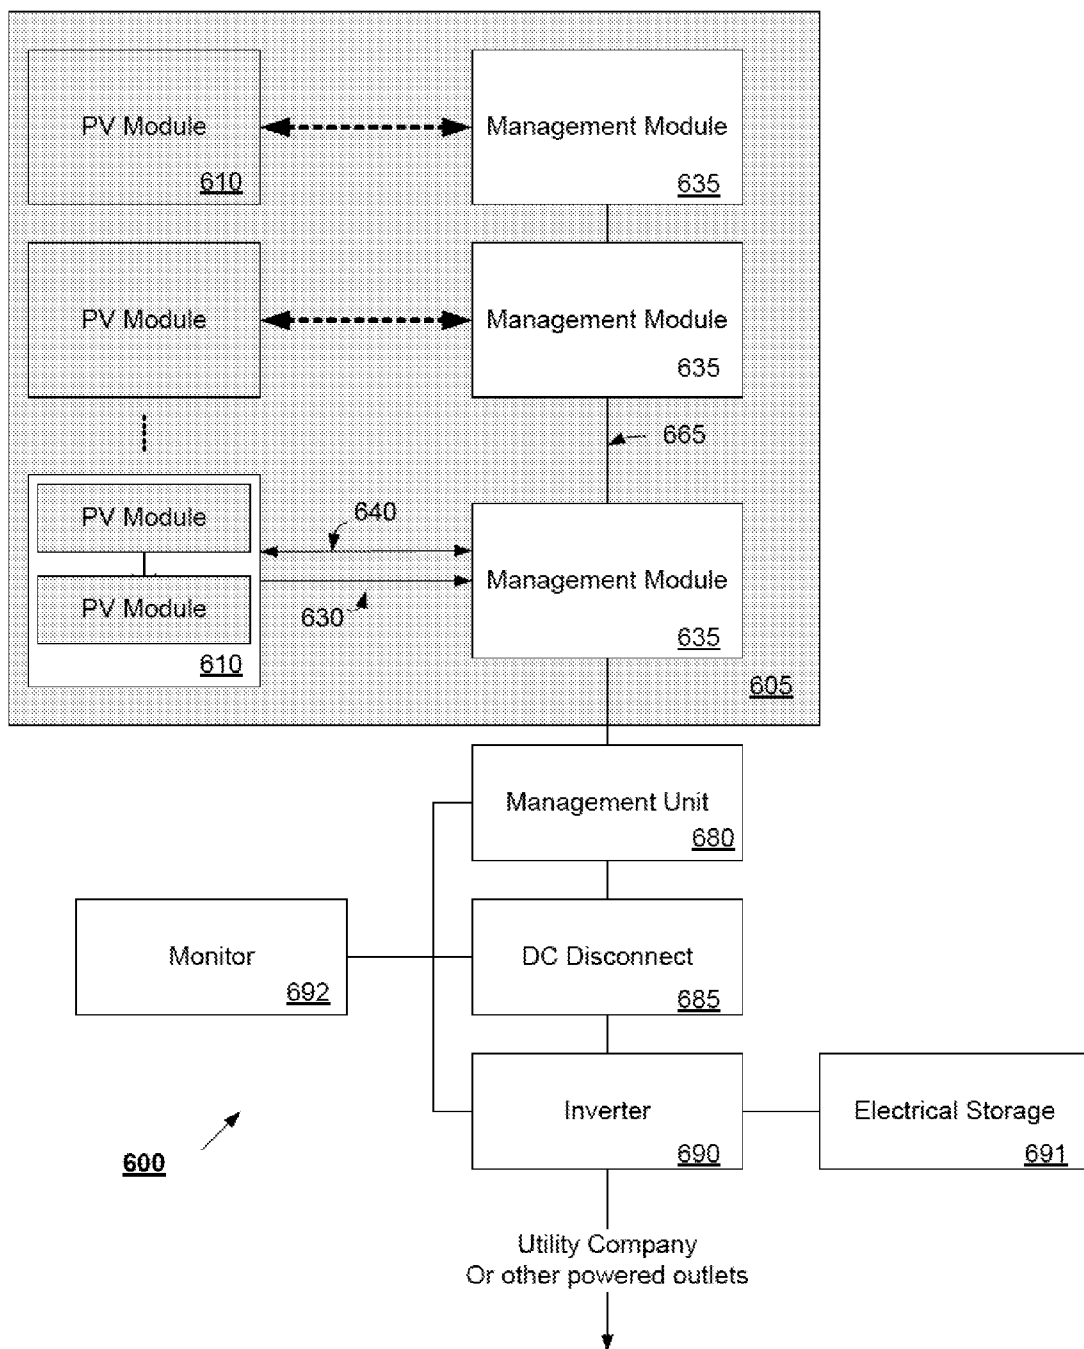 PV Module
610
Management Module
635
PV Module
Management Module
635
665
PV Module
PV Module
610
640
630
Management Module
635
605
Management Unit
680
Monitor
692
DC Disconnect
685
Inverter
690
Electrical Storage
691
600
Utility Company
Or other powered outlets